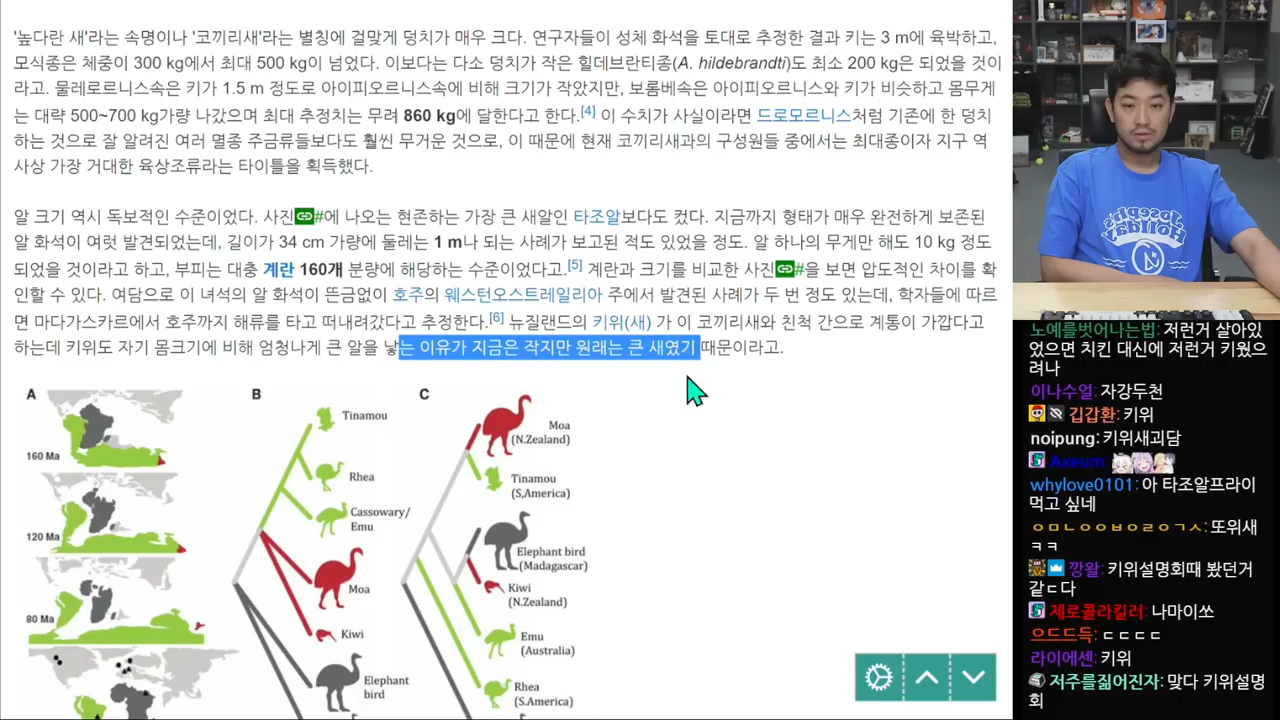 '높다란 새'라는 속명이나 '코끼리새'라는 별칭에 걸맞게 덩치가 매우 크다. 연구자들이 성체 화석을 토대로 추정한 결과 키는 3 m에 육박하고,
모식종은 체중이 300 kg에서 최대 500 kg이 넘었다. 이보다는 다소 덩치가 작은 힐데브란티종(A. hildebrandti)도 최소 200 kg은 되었을 것이
라고. 물레로르니스속은 키가 1.5 m 정도로 아이피오르니스속에 비해 크기가 작았지만, 보롬베속은 아이피오르니스와 키가 비슷하고 몸무게
는 대략 500~700 kg가량 나갔으며 최대 추정치는 무려 860 kg에 달한다고 한다.[4] 이 수치가 사실이라면 드로모르니스처럼 기존에 한 덩치
하는 것으로 잘 알려진 여러 멸종 주금류들보다도 훨씬 무거운 것으로, 이 때문에 현재 코끼리새과의 구성원들 중에서는 최대종이자 지구 역
사상 가장 거대한 육상조류라는 타이틀을 획득했다.
알 크기 역시 독보적인 수준이었다. 사진#에 나오는 현존하는 가장 큰 새알인 타조알보다도 컸다. 지금까지 형태가 매우 완전하게 보존된
알 화석이 여럿 발견되었는데, 길이가 34 cm 가량에 둘레는 1 m나 되는 사례가 보고된 적도 있었을 정도. 알 하나의 무게만 해도 10 kg 정도
되었을 것이라고 하고, 부피는 대충 계란 160개 분량에 해당하는 수준이었다고.[5] 계란과 크기를 비교한 사진#을 보면 압도적인 차이를 확
인할 수 있다. 여담으로 이 녀석의 알 화석이 뜬금없이 호주의 웨스턴오스트레일리아 주에서 발견된 사례가 두 번 정도 있는데, 학자들에 따르
면 마다가스카르에서 호주까지 해류를 타고 떠내려갔다고 추정한다.[6] 뉴질랜드의 키위(새) 가 이 코끼리새와 친척 간으로 계통이 가깝다고
하는데 키위도 자기 몸크기에 비해 엄청나게 큰 알을 낳는 이유가 지금은 작지만 원래는 큰 새였기 때문이라고.
A
160 Ma
120 Ma
80 Ma
B
Tinamou
Rhea
Cassowary/
Emu
Moa
Kiwi
Elephant
bird
C
Moa
(N.Zealand)
Tinamou
(S,America)
Elephant bird
(Madagascar)
Kiwi
(N.Zealand)
Emu
(Australia)
Rhea
(S.America)
노예를벗어나는법: 저런거 살아있
었으면 치킨 대신에 저런거 키웠으
려나
이나수얼: 자강두천
김갑환: 키위
noipung: 키위새괴담
Axeum
whylove0101: 아 타조알프라이
먹고 싶네
ㅇㅁㄴㅇㅇㅂㅇㄹㅇㄱㅅ: 또위새
ㅋㅋ
깡왈: 키위설명회때 봤던거
같ㄷ다
제로콜라킬러: 나마이쏘
으드드득: ㄷㄷㄷㄷ
라이에센: 키위
저주를짊어진자: 맞다 키위설명
회